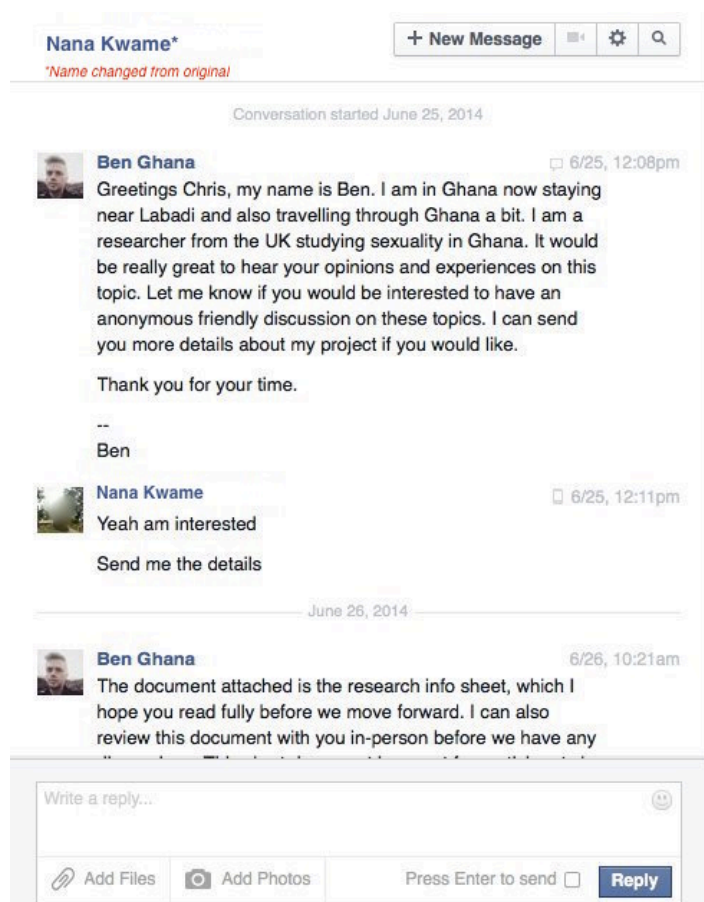 Nana Kwame*
+ New Message
*Name changed from original
Conversation started June 25, 2014
Ben Ghana
6/25, 12:08pm
Greetings Chris, my name is Ben. I am in Ghana now staying
near Labadi and also travelling through Ghana a bit. I am a
researcher from the UK studying sexuality in Ghana. It would
be really great to hear your opinions and experiences on this
topic. Let me know if you would be interested to have an
anonymous friendly discussion on these topics. I can send
you more details about my project if you would like.
Thank you for your time.
--
Ben
Nana Kwame
6/25, 12:11pm
Yeah am interested
Send me the details
June 26, 2014
Ben Ghana
6/26, 10:21am
The document attached is the research info sheet, which I
hope you read fully before we move forward. I can also
review this document with you in-person before we have any
Write a reply...
Add Files
Add Photos
Press Enter to send
Reply